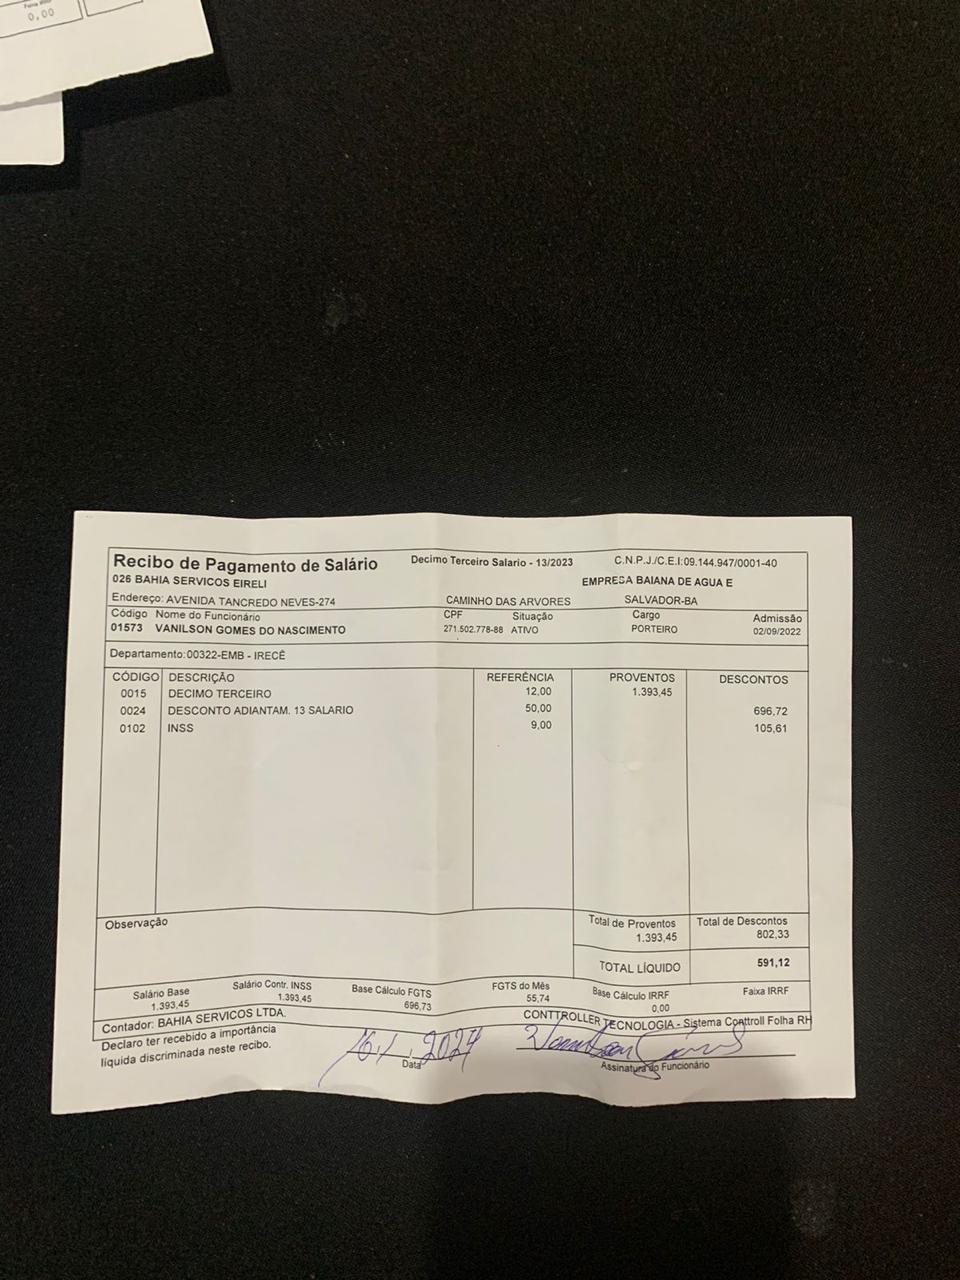 0,00
Recibo de Pagamento de Salário Decimo Terceiro Salario - 13/2023 C.N.P.J./C.E.I:09.144.947/0001-40
026 BAHIA SERVICOS EIRELI EMPRESA BAIANA DE AGUA E
Endereço: AVENIDA TANCREDO NEVES-274 CAMINHO DAS ARVORES SALVADOR-BA
Código Nome do Funcionário CPF Situação Cargo Admissão
01573 VANILSON GOMES DO NASCIMENTO 271.502.778-88 ATIVO PORTEIRO 02/09/2022
Departamento:00322-EMB - IRECÊ
CÓDIGO DESCRIÇÃO REFERÊNCIA PROVENTOS DESCONTOS
0015 DECIMO TERCEIRO 12,00 1.393,45
0024 DESCONTO ADIANTAM. 13 SALARIO 50,00 696,72
0102 INSS 9,00 105,61
Observação Total de Proventos Total de Descontos
1.393,45 802,33
TOTAL LÍQUIDO 591,12
Salário Base Salário Contr. INSS Base Cálculo FGTS FGTS do Mês Base Cálculo IRRF Faixa IRRF
1.393,45 1.393,45 696,73 55,74 0,00
Contador: BAHIA SERVICOS LTDA. CONTTROLLER TECNOLOGIA - Sistema Conttroll Folha RH
Declaro ter recebido a importância
líquida discriminada neste recibo. 16/1/2024
Data Assinatura do Funcionário